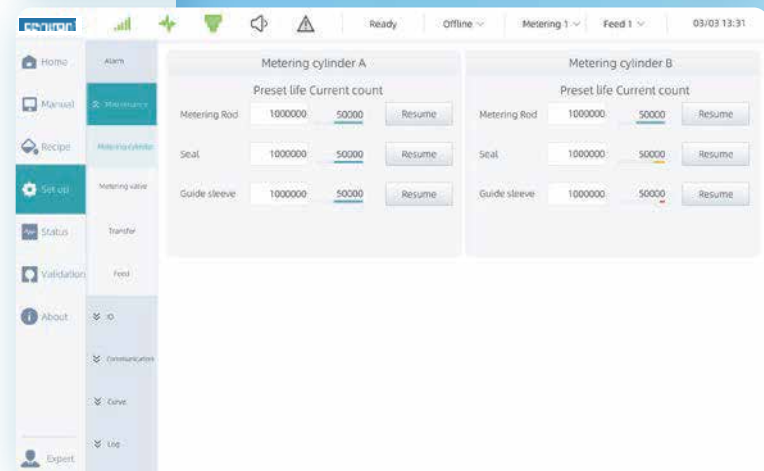 centront
Ready
Offline
Metering 1
Feed 1
03/03 13:31
Home
Manual
Recipe
Set up
Status
Validation
About
Expert
Alarm
Maintenance
Metering cylinder
Metering valve
Transfer
Feed
IO
Communication
Curve
Log
Metering cylinder A
Preset life Current count
Metering Rod 1000000 50000 Resume
Seal 1000000 50000 Resume
Guide sleeve 1000000 50000 Resume
Metering cylinder B
Preset life Current count
Metering Rod 1000000 50000 Resume
Seal 1000000 50000 Resume
Guide sleeve 1000000 50000 Resume